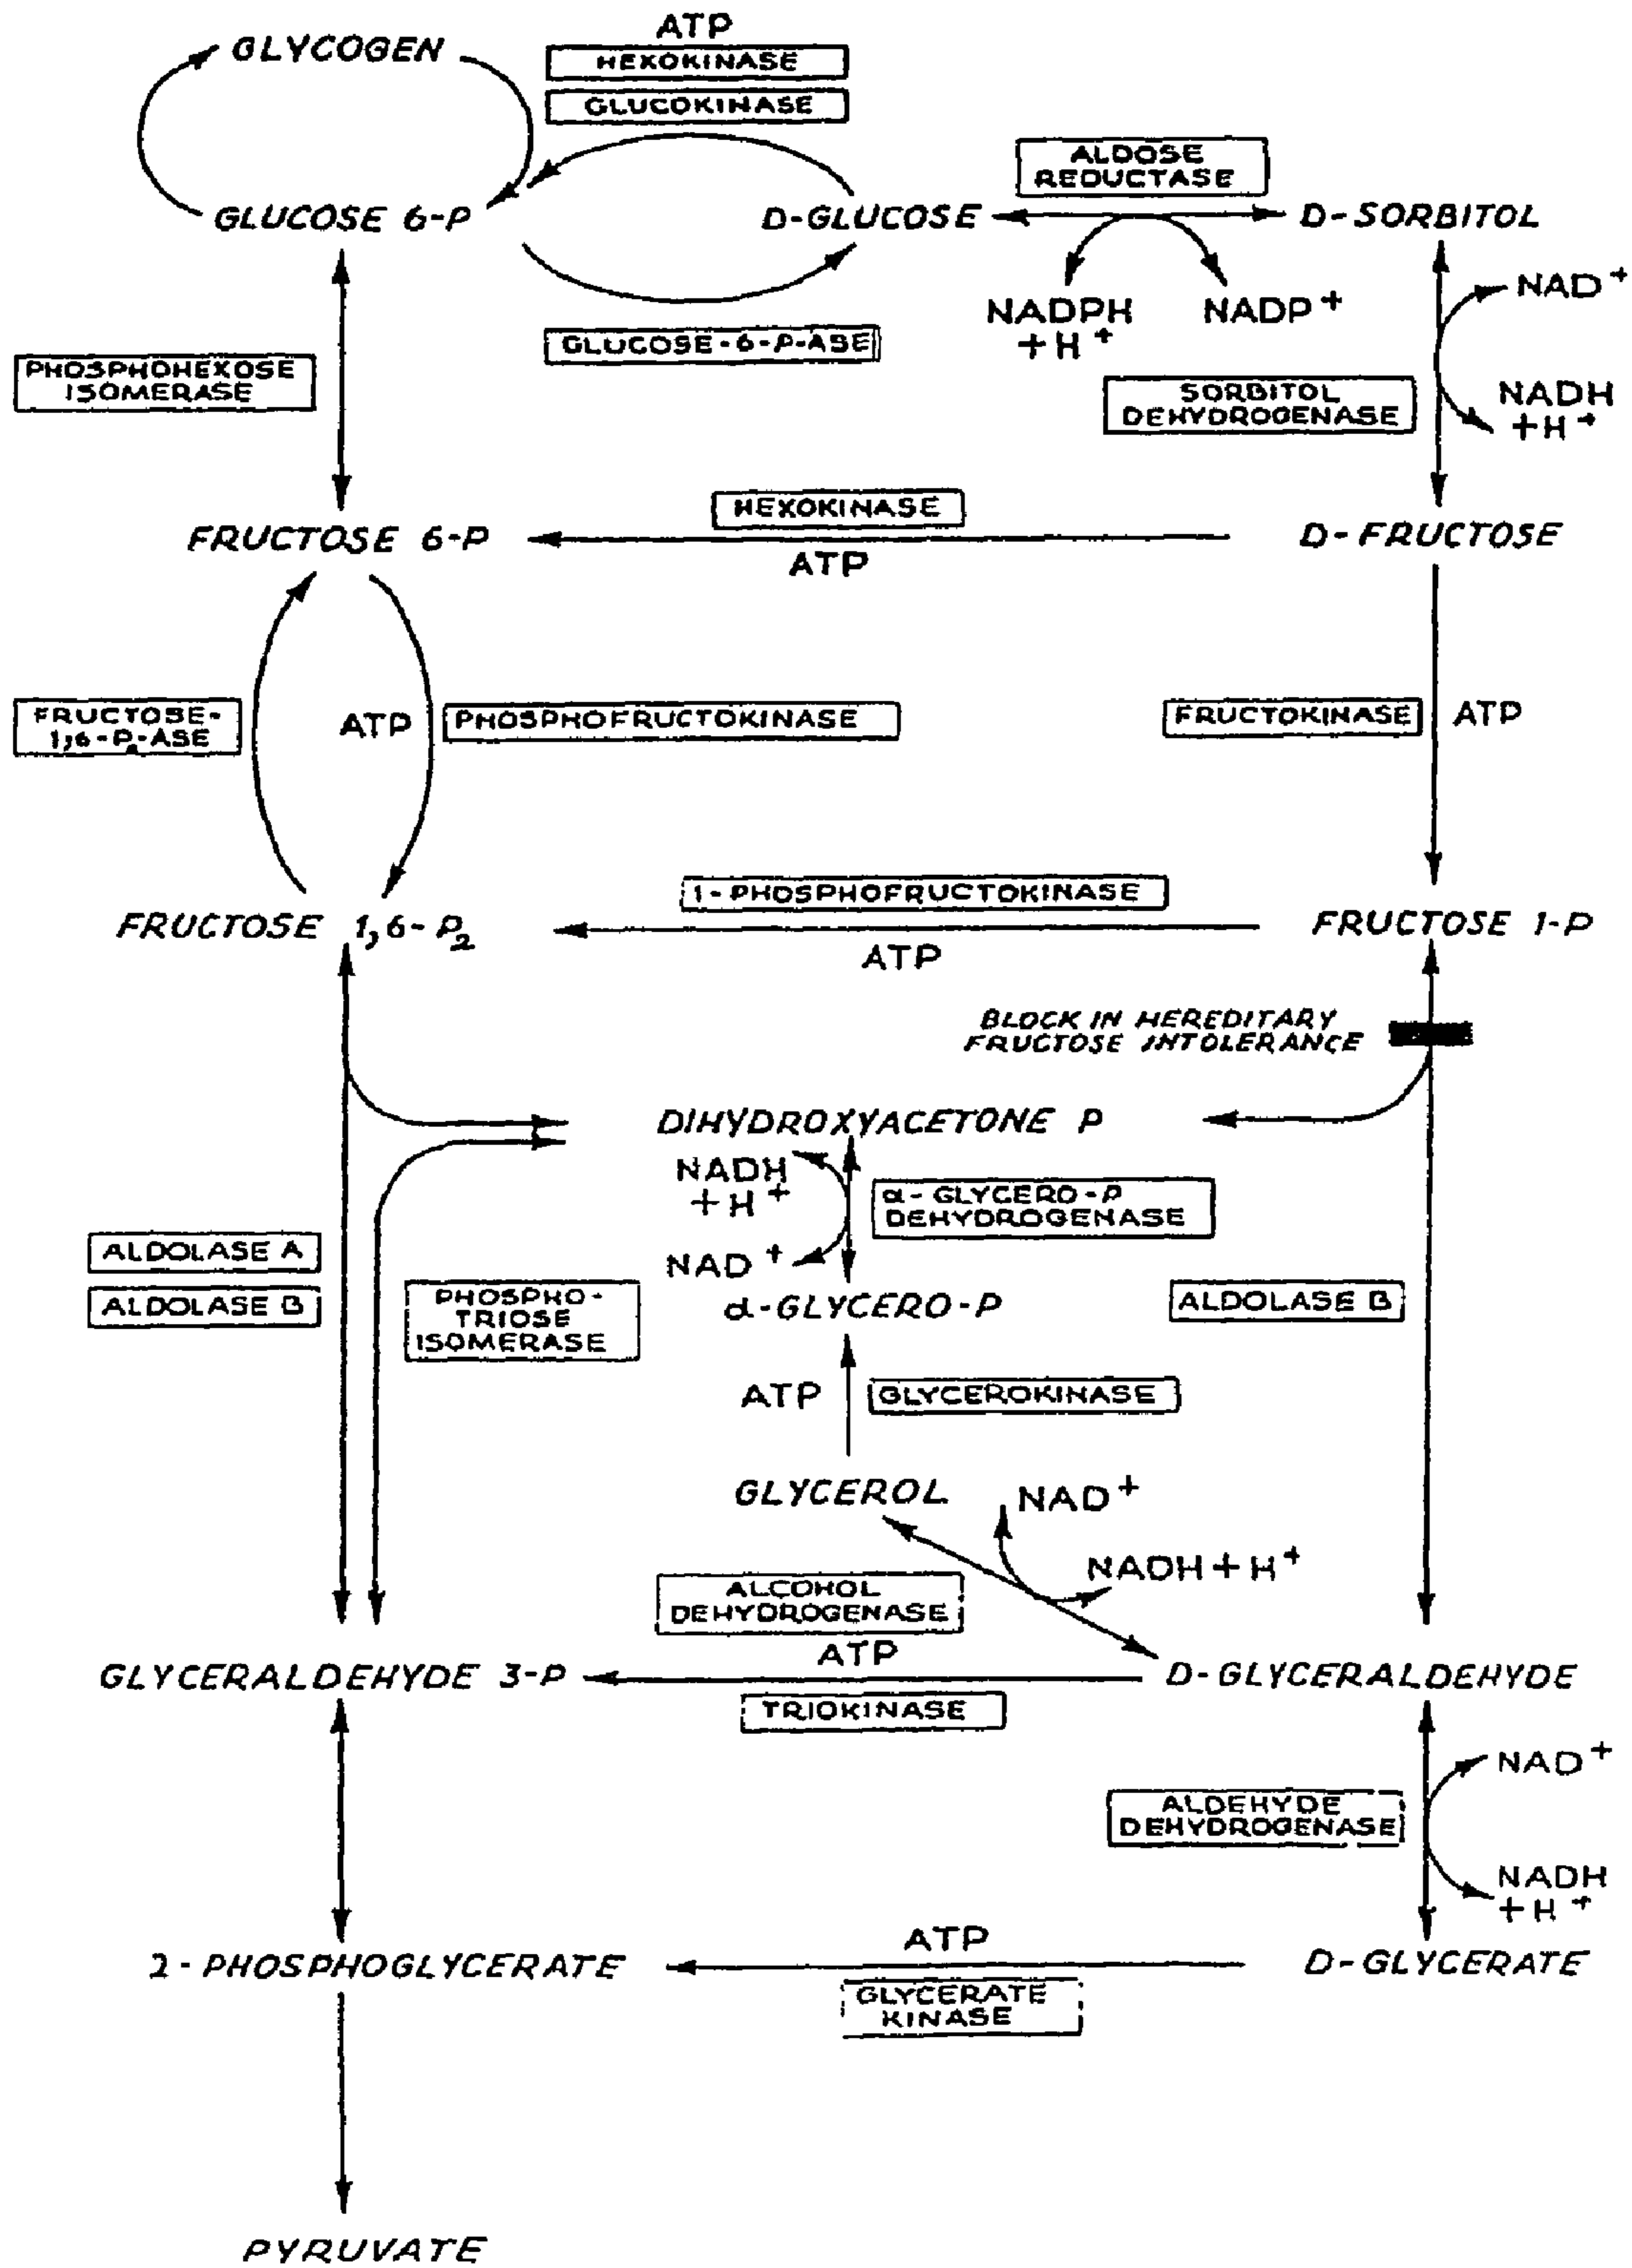 ATP
GLYCOGEN
HEXOKINASE
GLUCOKINASE
ALDOSE
REDUCTASE
GLUCOSE 6-P
D-GLUCOSE
D-SORBITOL
NAD+
NADPH
+H+
NADP+
GLUCOSE-6-P-ASE
PHOSPHOHEXOSE
ISOMERASE
SORBITOL
DEHYDROGENASE
NADH
+H+
HEXOKINASE
FRUCTOSE 6-P
D-FRUCTOSE
ATP
FRUCTOSE-
1,6-P2-ASE
ATP
PHOSPHOFRUCTOKINASE
FRUCTOKINASE
ATP
1-PHOSPHOFRUCTOKINASE
FRUCTOSE 1,6-P2
FRUCTOSE 1-P
ATP
BLOCK IN HEREDITARY
FRUCTOSE INTOLERANCE
DIHYDROXYACETONE P
NADH
+H+
α-GLYCERO-P
DEHYDROGENASE
NAD+
ALDOLASE A
ALDOLASE B
PHOSPHO-
TRIOSE
ISOMERASE
α-GLYCERO-P
ALDOLASE B
ATP
GLYCEROKINASE
GLYCEROL
NAD+
NADH+H+
ALCOHOL
DEHYDROGENASE
ATP
GLYCERALDEHYDE 3-P
D-GLYCERALDEHYDE
TRIOKINASE
NAD+
ALDEHYDE
DEHYDROGENASE
NADH
+H+
ATP
2-PHOSPHOGLYCERATE
D-GLYCERATE
GLYCERATE
KINASE
PYRUVATE